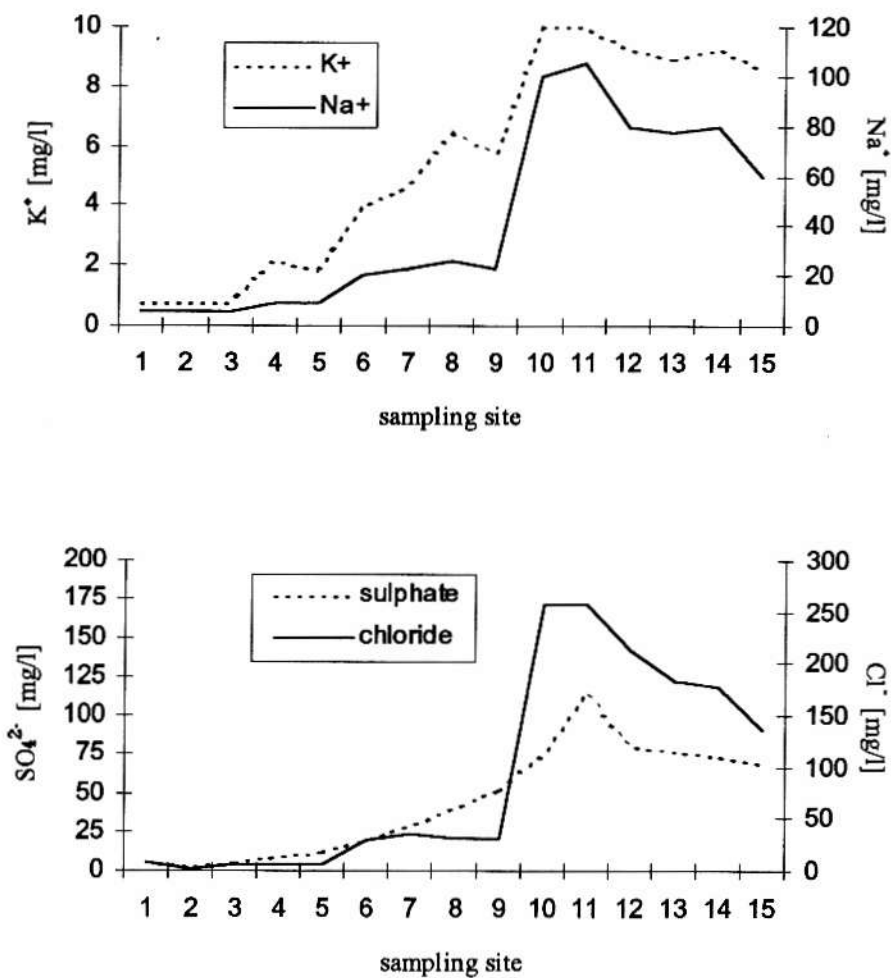 10
8
6
4
2
0
K⁺ [mg/l]
K+
Na+
120
100
80
60
40
20
0
Na⁺ [mg/l]
1 2 3 4 5 6 7 8 9 10 11 12 13 14 15
sampling site
200
175
150
125
100
75
50
25
0
SO₄²⁻ [mg/l]
sulphate
chloride
300
250
200
150
100
50
0
Cl⁻ [mg/l]
1 2 3 4 5 6 7 8 9 10 11 12 13 14 15
sampling site